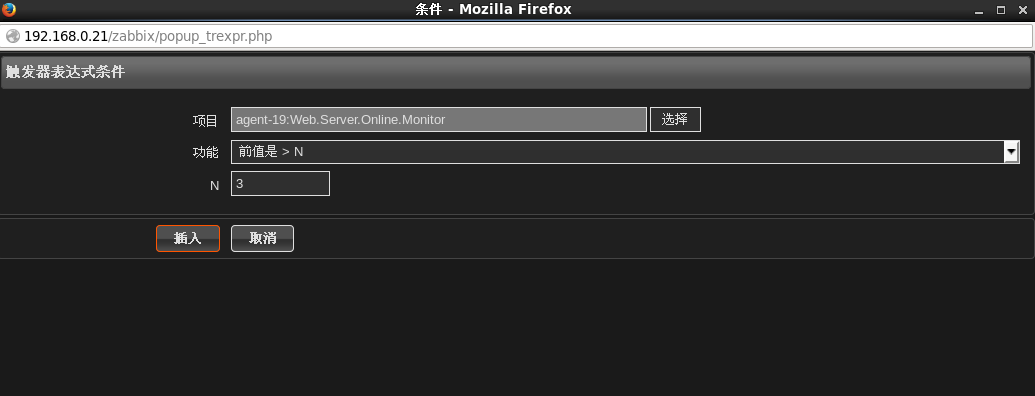 条件 - Mozilla Firefox
192.168.0.21/zabbix/popup_trexpr.php
触发器表达式条件
项目 agent-19:Web.Server.Online.Monitor 选择
功能 前值是 > N
N 3
插入 取消